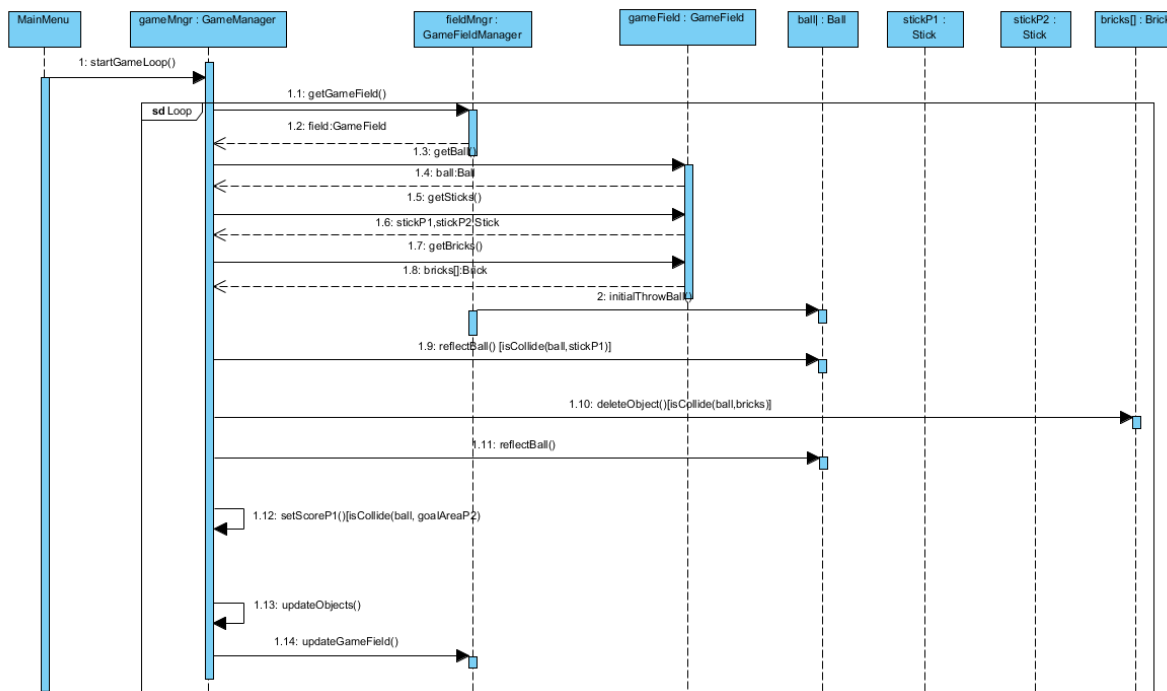 MainMenu
gameMngr : GameManager
fieldMngr :
GameFieldManager
gameField : GameField
ball| : Ball
stickP1 :
Stick
stickP2 :
Stick
bricks[] : Brick
1: startGameLoop()
sd Loop
1.1: getGameField()
1.2: field:GameField
1.3: getBall()
1.4: ball:Ball
1.5: getSticks()
1.6: stickP1,stickP2:Stick
1.7: getBricks()
1.8: bricks[]:Brick
2: initialThrowBall()
1.9: reflectBall() [isCollide(ball,stickP1)]
1.10: deleteObject()[isCollide(ball,bricks)]
1.11: reflectBall()
1.12: setScoreP1()[isCollide(ball, goalAreaP2)
1.13: updateObjects()
1.14: updateGameField()